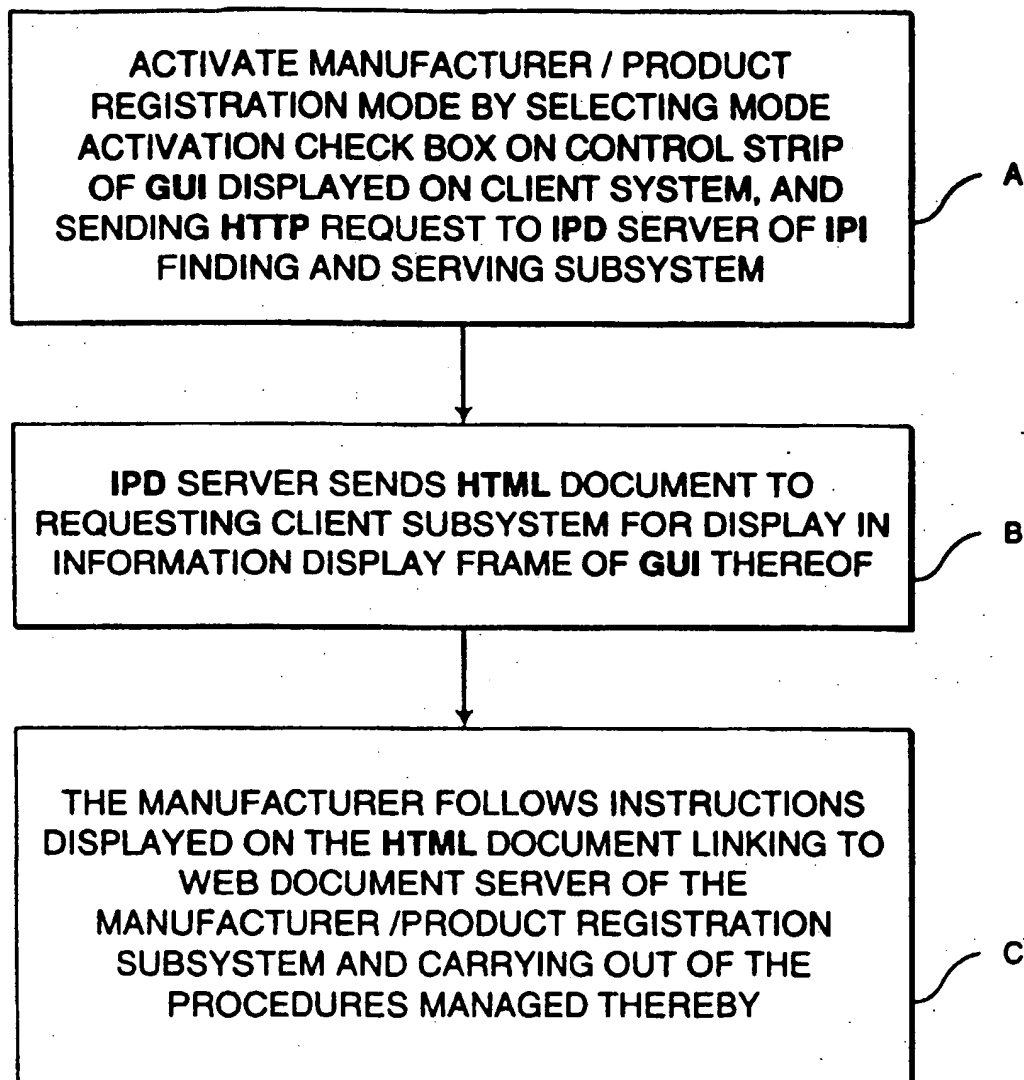 ACTIVATE MANUFACTURER / PRODUCT
REGISTRATION MODE BY SELECTING MODE
ACTIVATION CHECK BOX ON CONTROL STRIP
OF GUI DISPLAYED ON CLIENT SYSTEM, AND
SENDING HTTP REQUEST TO IPD SERVER OF IPI
FINDING AND SERVING SUBSYSTEM
A
IPD SERVER SENDS HTML DOCUMENT TO
REQUESTING CLIENT SUBSYSTEM FOR DISPLAY IN
INFORMATION DISPLAY FRAME OF GUI THEREOF
B
THE MANUFACTURER FOLLOWS INSTRUCTIONS
DISPLAYED ON THE HTML DOCUMENT LINKING TO
WEB DOCUMENT SERVER OF THE
MANUFACTURER /PRODUCT REGISTRATION
SUBSYSTEM AND CARRYING OUT OF THE
PROCEDURES MANAGED THEREBY
C